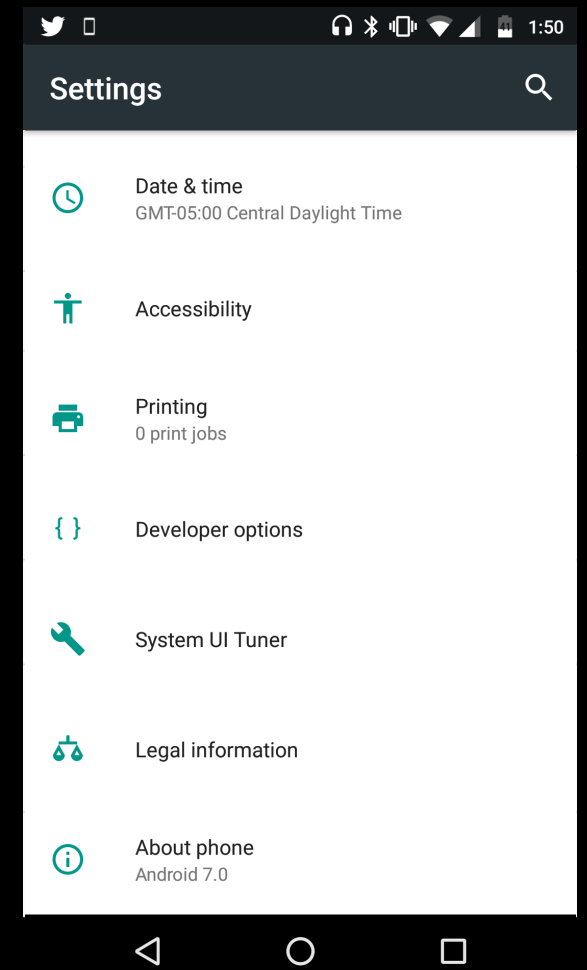 41 1:50
Settings
Date & time
GMT-05:00 Central Daylight Time
Accessibility
Printing
0 print jobs
{ } Developer options
System UI Tuner
Legal information
About phone
Android 7.0